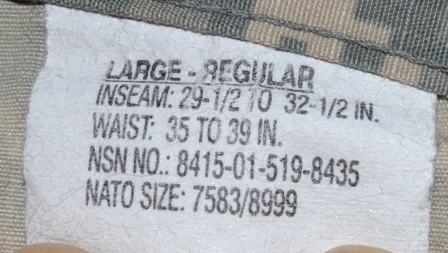 LARGE - REGULAR
INSEAM: 29-1/2 TO 32-1/2 IN.
WAIST: 35 TO 39 IN.
NSN NO.: 8415-01-519-8435
NATO SIZE: 7583/8999